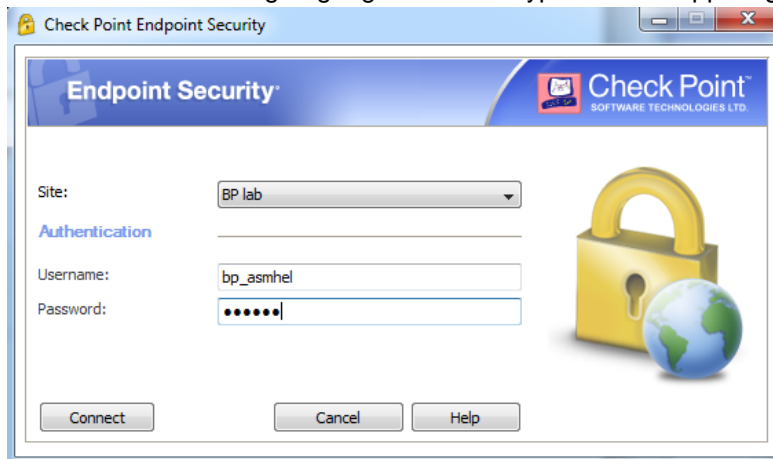 Check Point Endpoint Security
Endpoint Security
Check Point™
SOFTWARE TECHNOLOGIES LTD.
Site: BP lab
Authentication
Username: bp_asmhel
Password: ••••••
Connect Cancel Help